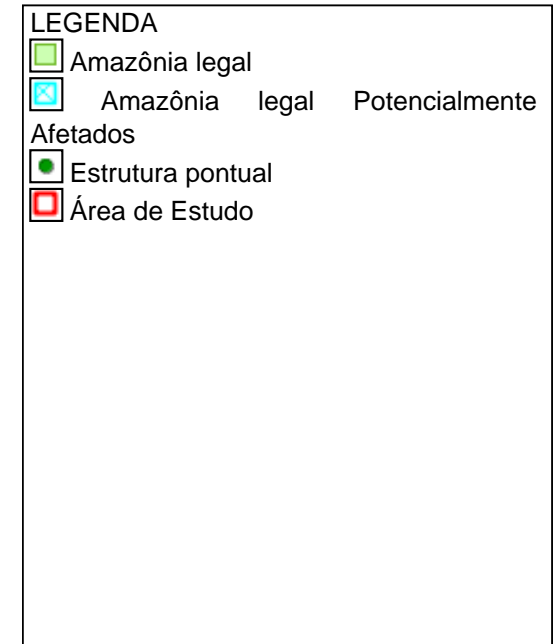 LEGENDA
Amazônia legal
Amazônia legal Potencialmente
Afetados
Estrutura pontual
Área de Estudo